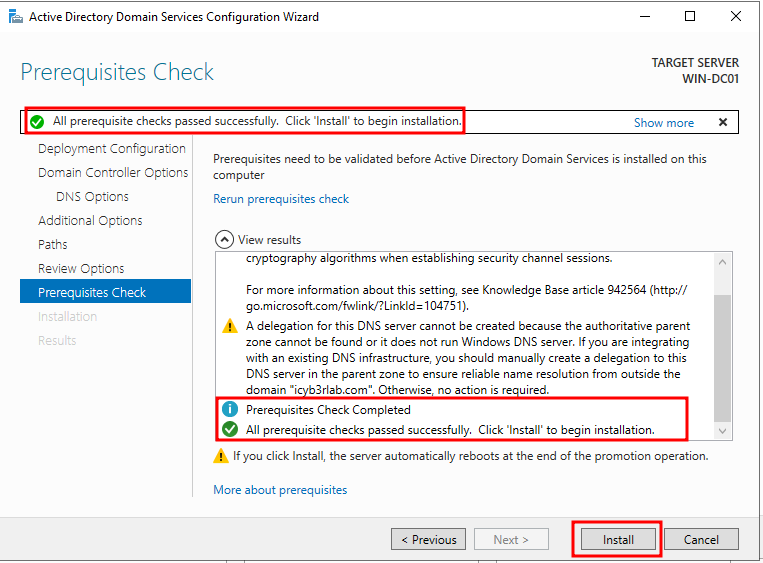 Active Directory Domain Services Configuration Wizard
Prerequisites Check
TARGET SERVER
WIN-DC01
All prerequisite checks passed successfully.  Click 'Install' to begin installation.
Show more
Deployment Configuration
Domain Controller Options
DNS Options
Additional Options
Paths
Review Options
Prerequisites Check
Installation
Results
Prerequisites need to be validated before Active Directory Domain Services is installed on this
computer
Rerun prerequisites check
View results
cryptography algorithms when establishing security channel sessions.
For more information about this setting, see Knowledge Base article 942564 (http://
go.microsoft.com/fwlink/?LinkId=104751).
A delegation for this DNS server cannot be created because the authoritative parent
zone cannot be found or it does not run Windows DNS server. If you are integrating
with an existing DNS infrastructure, you should manually create a delegation to this
DNS server in the parent zone to ensure reliable name resolution from outside the
domain "icyb3rlab.com". Otherwise, no action is required.
Prerequisites Check Completed
All prerequisite checks passed successfully.  Click 'Install' to begin installation.
If you click Install, the server automatically reboots at the end of the promotion operation.
More about prerequisites
< Previous
Next >
Install
Cancel